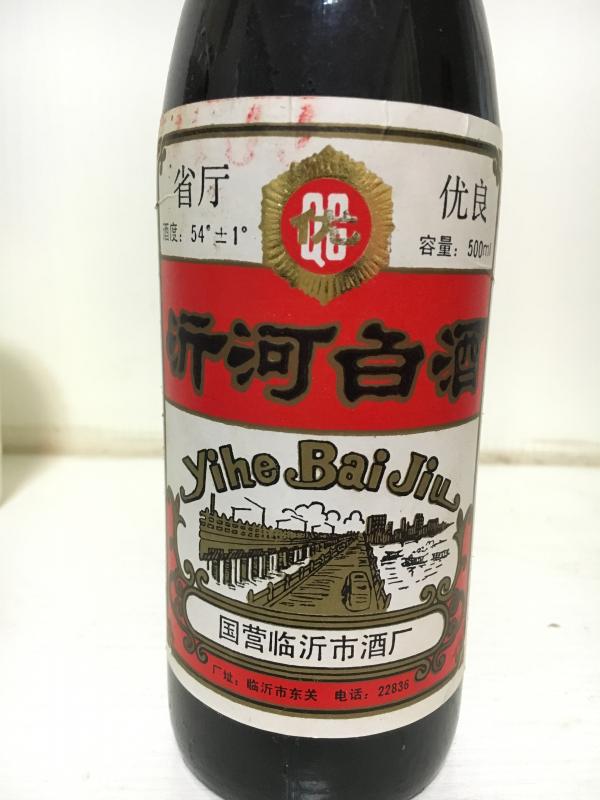 省厅 优良
酒度：54°±1° 容量：500ml
优
沂河白酒
Yihe Bai Jiu
国营临沂市酒厂
厂址：临沂市东关 电话：22836